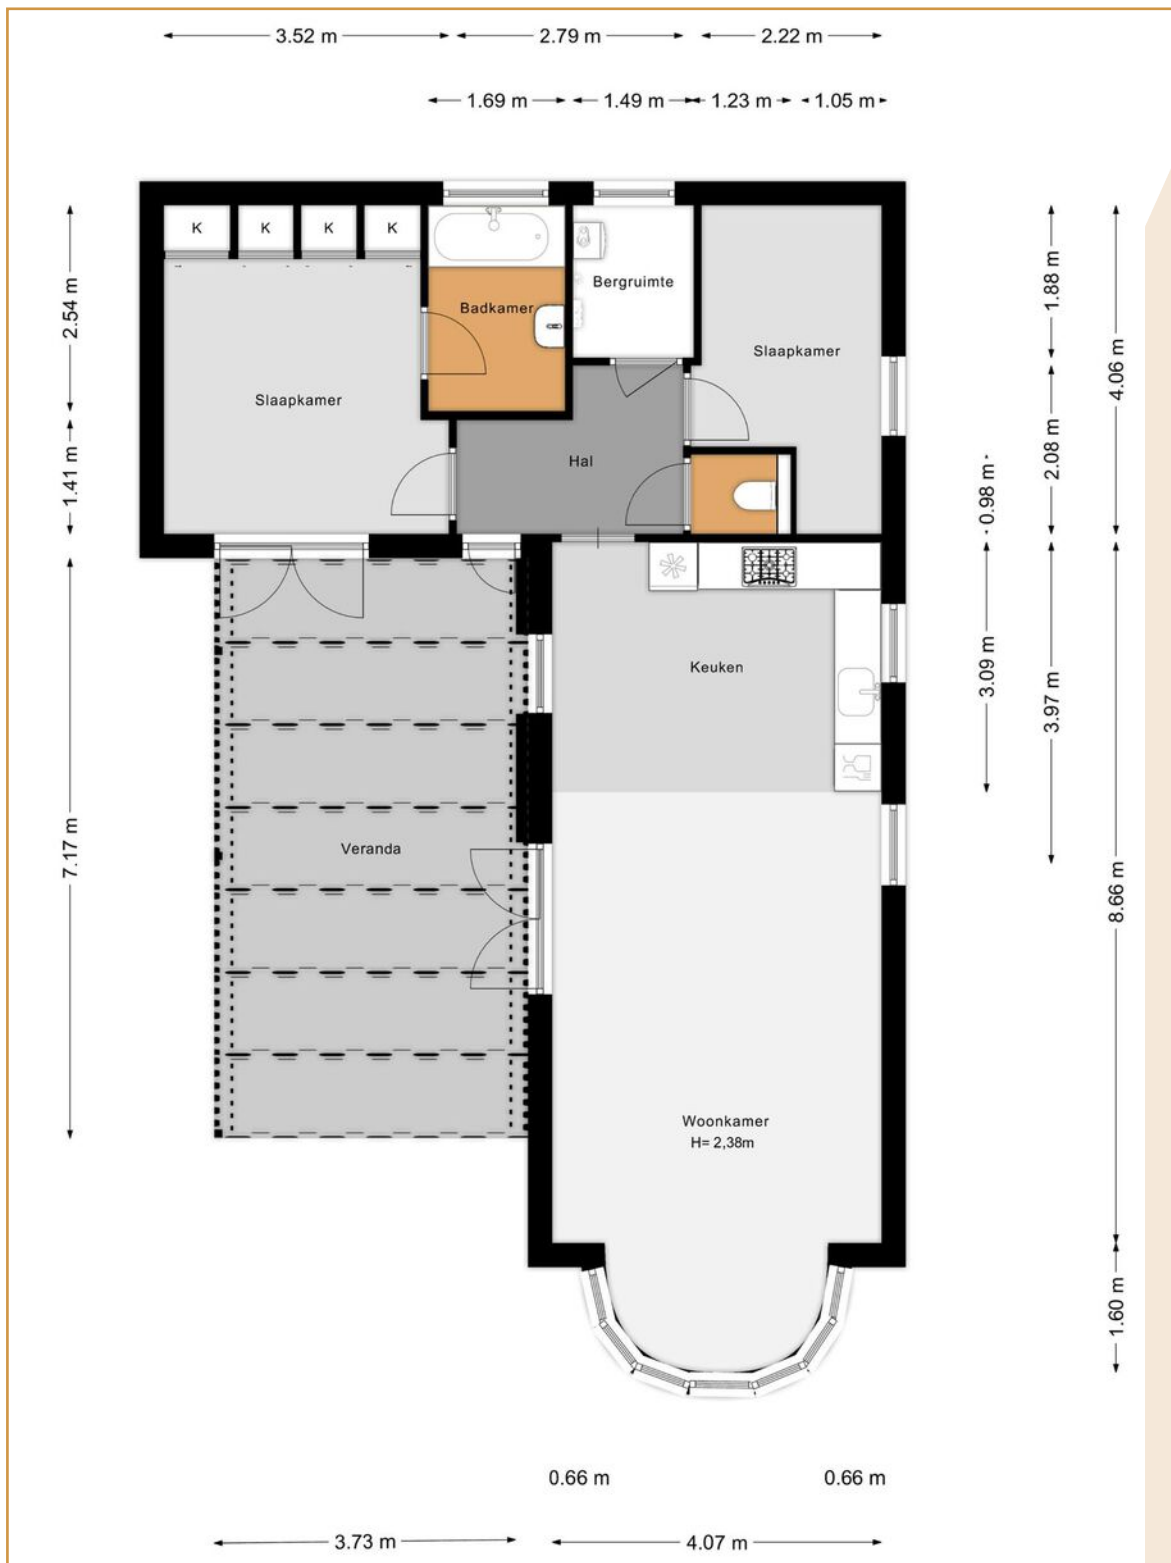 3.52 m
2.79 m
2.22 m
1.69 m
1.49 m
1.23 m
1.05 m
K
K
K
K
Bergruimte
Badkamer
Slaapkamer
Slaapkamer
Hal
2.54 m
1.41 m
7.17 m
1.88 m
4.06 m
2.08 m
0.98 m
3.09 m
3.97 m
8.66 m
1.60 m
Keuken
Veranda
Woonkamer
H= 2,38m
0.66 m
0.66 m
3.73 m
4.07 m